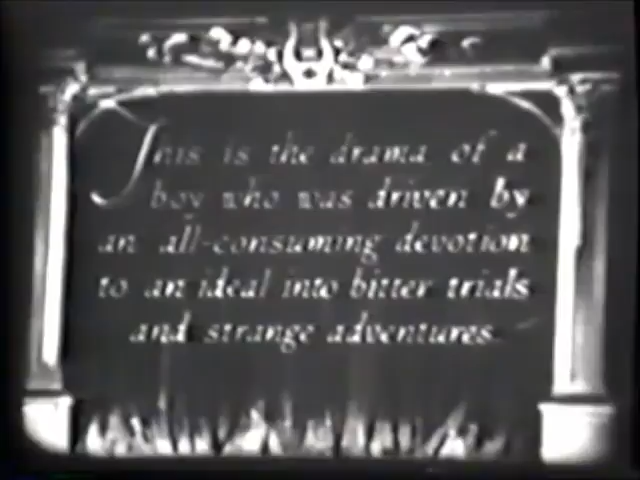 This is the drama of a
boy who was driven by
an all-consuming devotion
to an ideal into bitter trials
and strange adventures